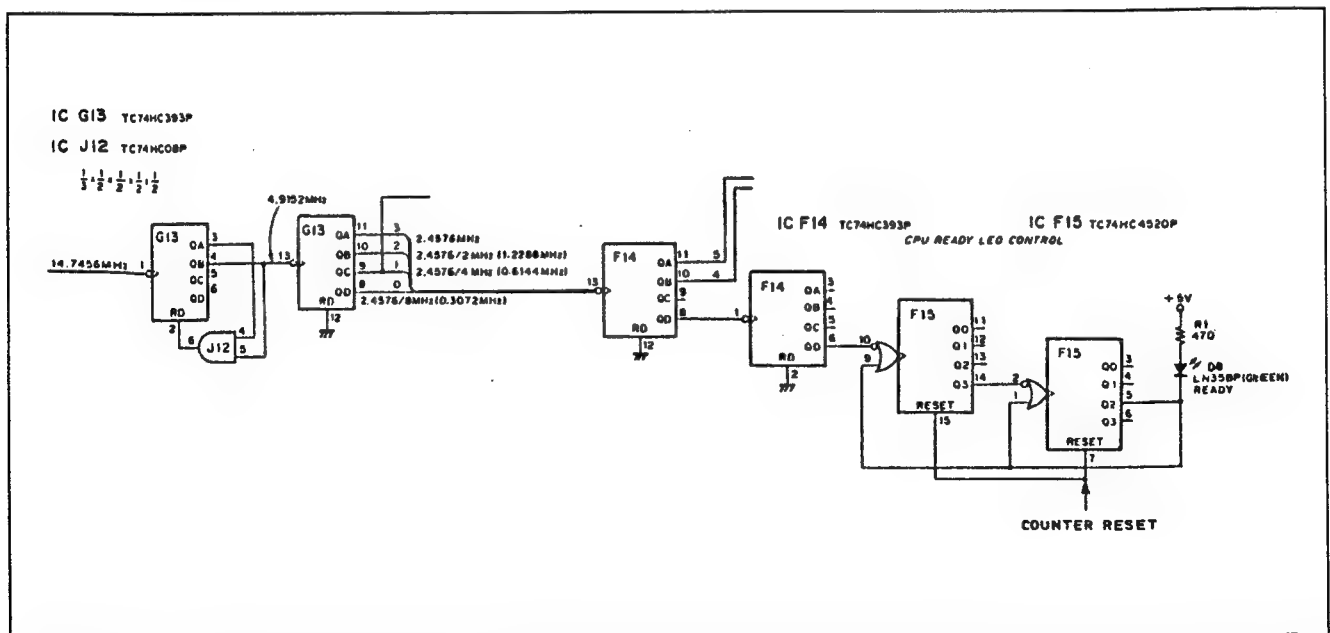 IC G13 TC74HC393P
IC J12 TC74HC08P
1/3 · 1/2 · 1/2 · 1/2 · 1/2
4.9152MHz
14.7456MHz
1
G13
QA
QB
QC
QD
RD
3
4
5
6
2
6
J12
4
5
13
G13
QA
QB
QC
QD
RD
12
11 3 2.4576MHz
10 2 2.4576/2MHz (1.2288MHz)
9 1 2.4576/4MHz (0.6144MHz)
8 0 2.4576/8MHz (0.3072MHz)
13
F14
QA
QB
QC
QD
RD
12
11 5
10 4
9
8
IC F14 TC74HC393P
IC F15 TC74HC4520P
CPU READY LED CONTROL
1
F14
QA
QB
QC
QD
RD
2
3
4
5
6
10
9
F15
Q0
Q1
Q2
Q3
RESET
15
11
12
13
14
2
1
F15
Q0
Q1
Q2
Q3
RESET
7
3
4
5
6
+5V
R1
470
D8
LN35BP(GREEN)
READY
COUNTER RESET